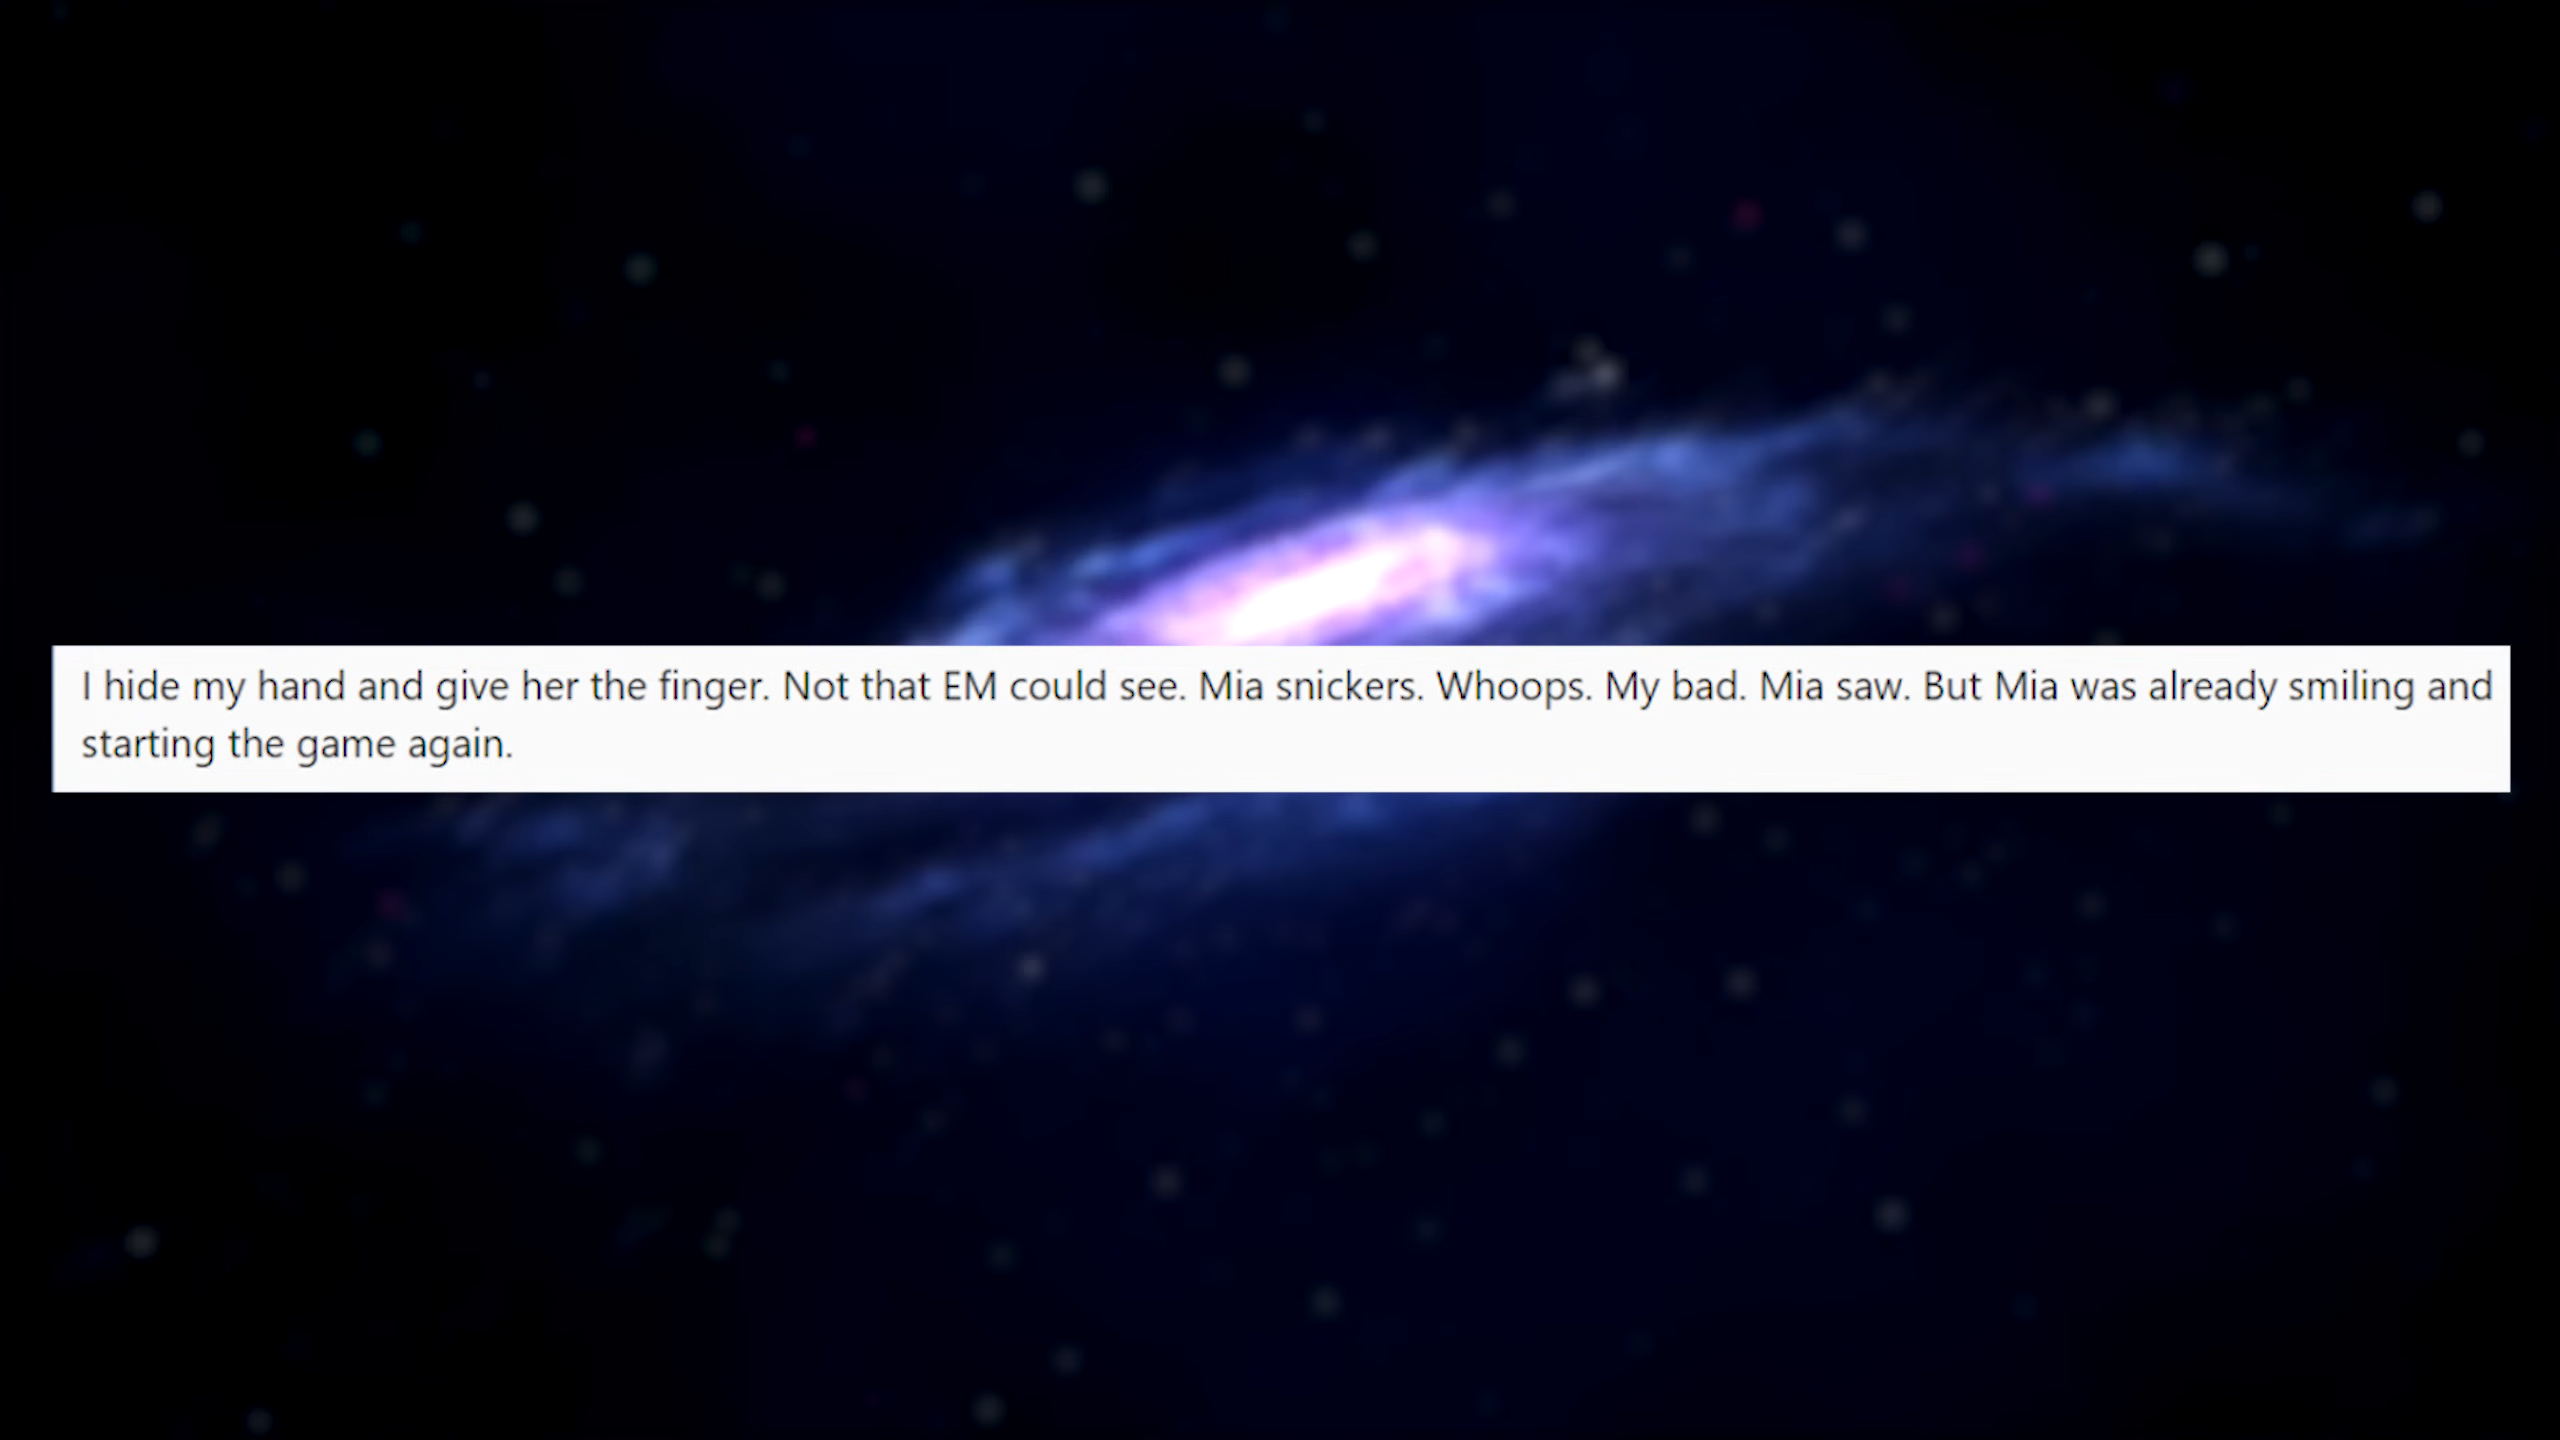 I hide my hand and give her the finger. Not that EM could see. Mia snickers. Whoops. My bad. Mia saw. But Mia was already smiling and
starting the game again.